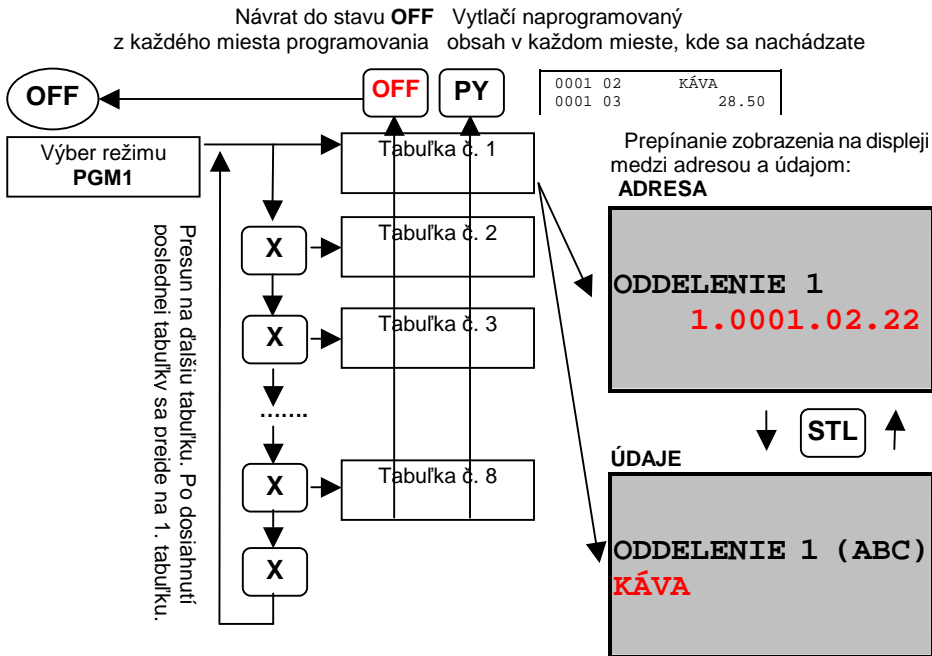 Návrat do stavu OFF
z každého miesta programovania
Vytlačí naprogramovaný
obsah v každom mieste, kde sa nachádzate
OFF
OFF
PY
0001 02 KÁVA
0001 03 28.50
Výber režimu
PGM1
Tabuľka č. 1
Prepínanie zobrazenia na displeji
medzi adresou a údajom:
ADRESA
X
Tabuľka č. 2
ODDELENIE 1
1.0001.02.22
X
Tabuľka č. 3
.......
STL
ÚDAJE
X
Tabuľka č. 8
ODDELENIE 1 (ABC)
KÁVA
X
Presun na ďalšiu tabuľku. Po dosiahnutí
poslednej tabuľky sa prejde na 1. tabuľku.